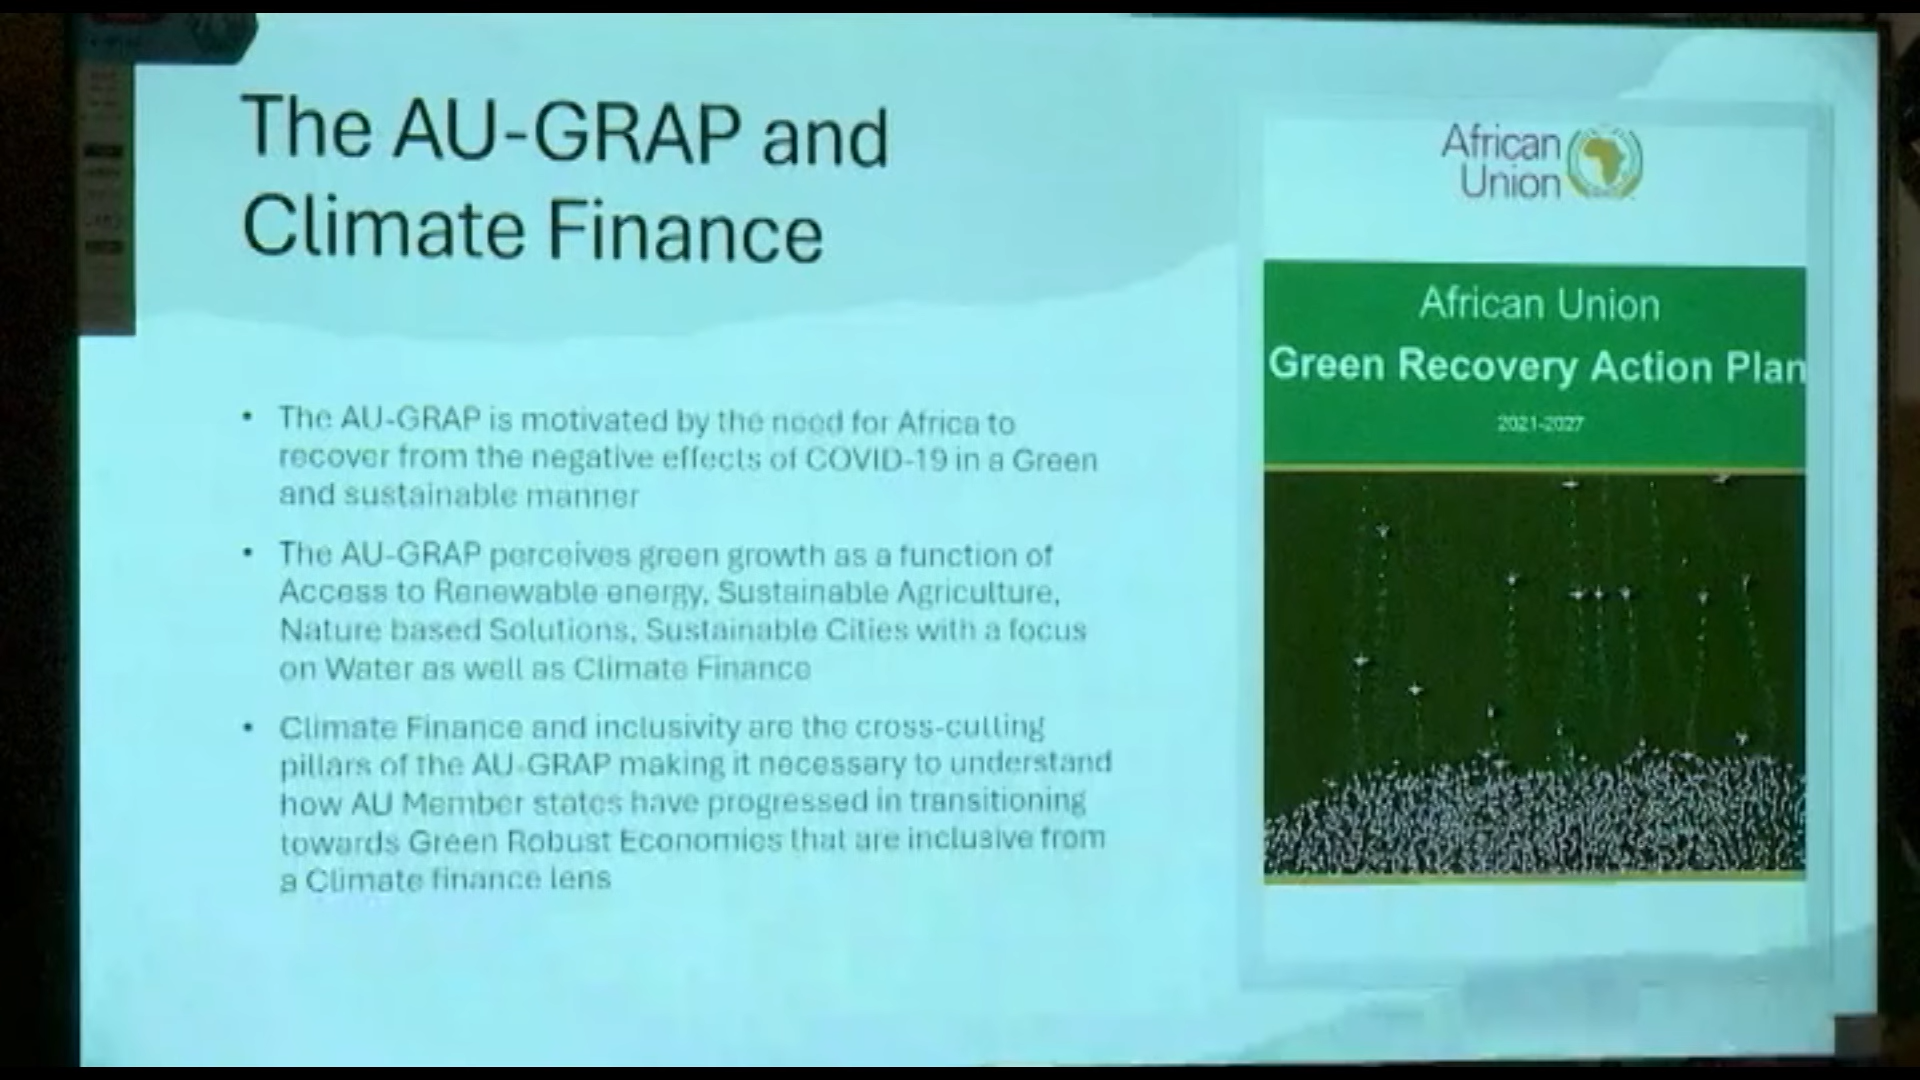 The AU-GRAP and
Climate Finance
• The AU-GRAP is motivated by the need for Africa to
recover from the negative effects of COVID-19 in a Green
and sustainable manner
• The AU-GRAP perceives green growth as a function of
Access to Renewable energy, Sustainable Agriculture,
Nature based Solutions, Sustainable Cities with a focus
on Water as well as Climate Finance
• Climate Finance and inclusivity are the cross-cutting
pillars of the AU-GRAP making it necessary to understand
how AU Member states have progressed in transitioning
towards Green Robust Economies that are inclusive from
a Climate finance lens
African
Union
African Union
Green Recovery Action Plan
2021-2027